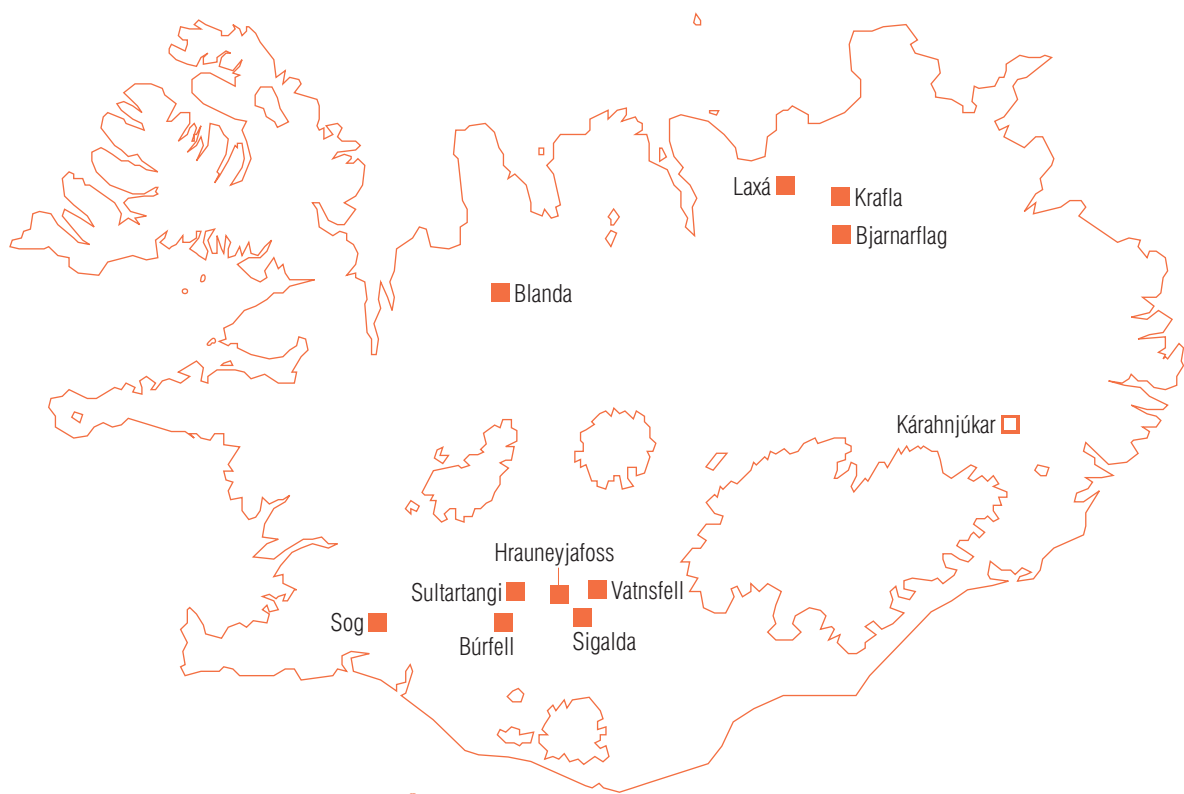 Laxá
Krafla
Bjarnarflag
Blanda
Kárahnjúkar
Hrauneyjafoss
Sultartangi
Vatnsfell
Sog
Búrfell
Sigalda